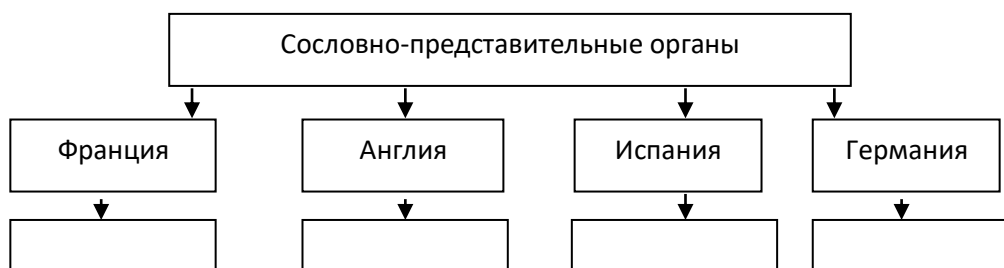 Сословно-представительные органы
Франция
Англия
Испания
Германия